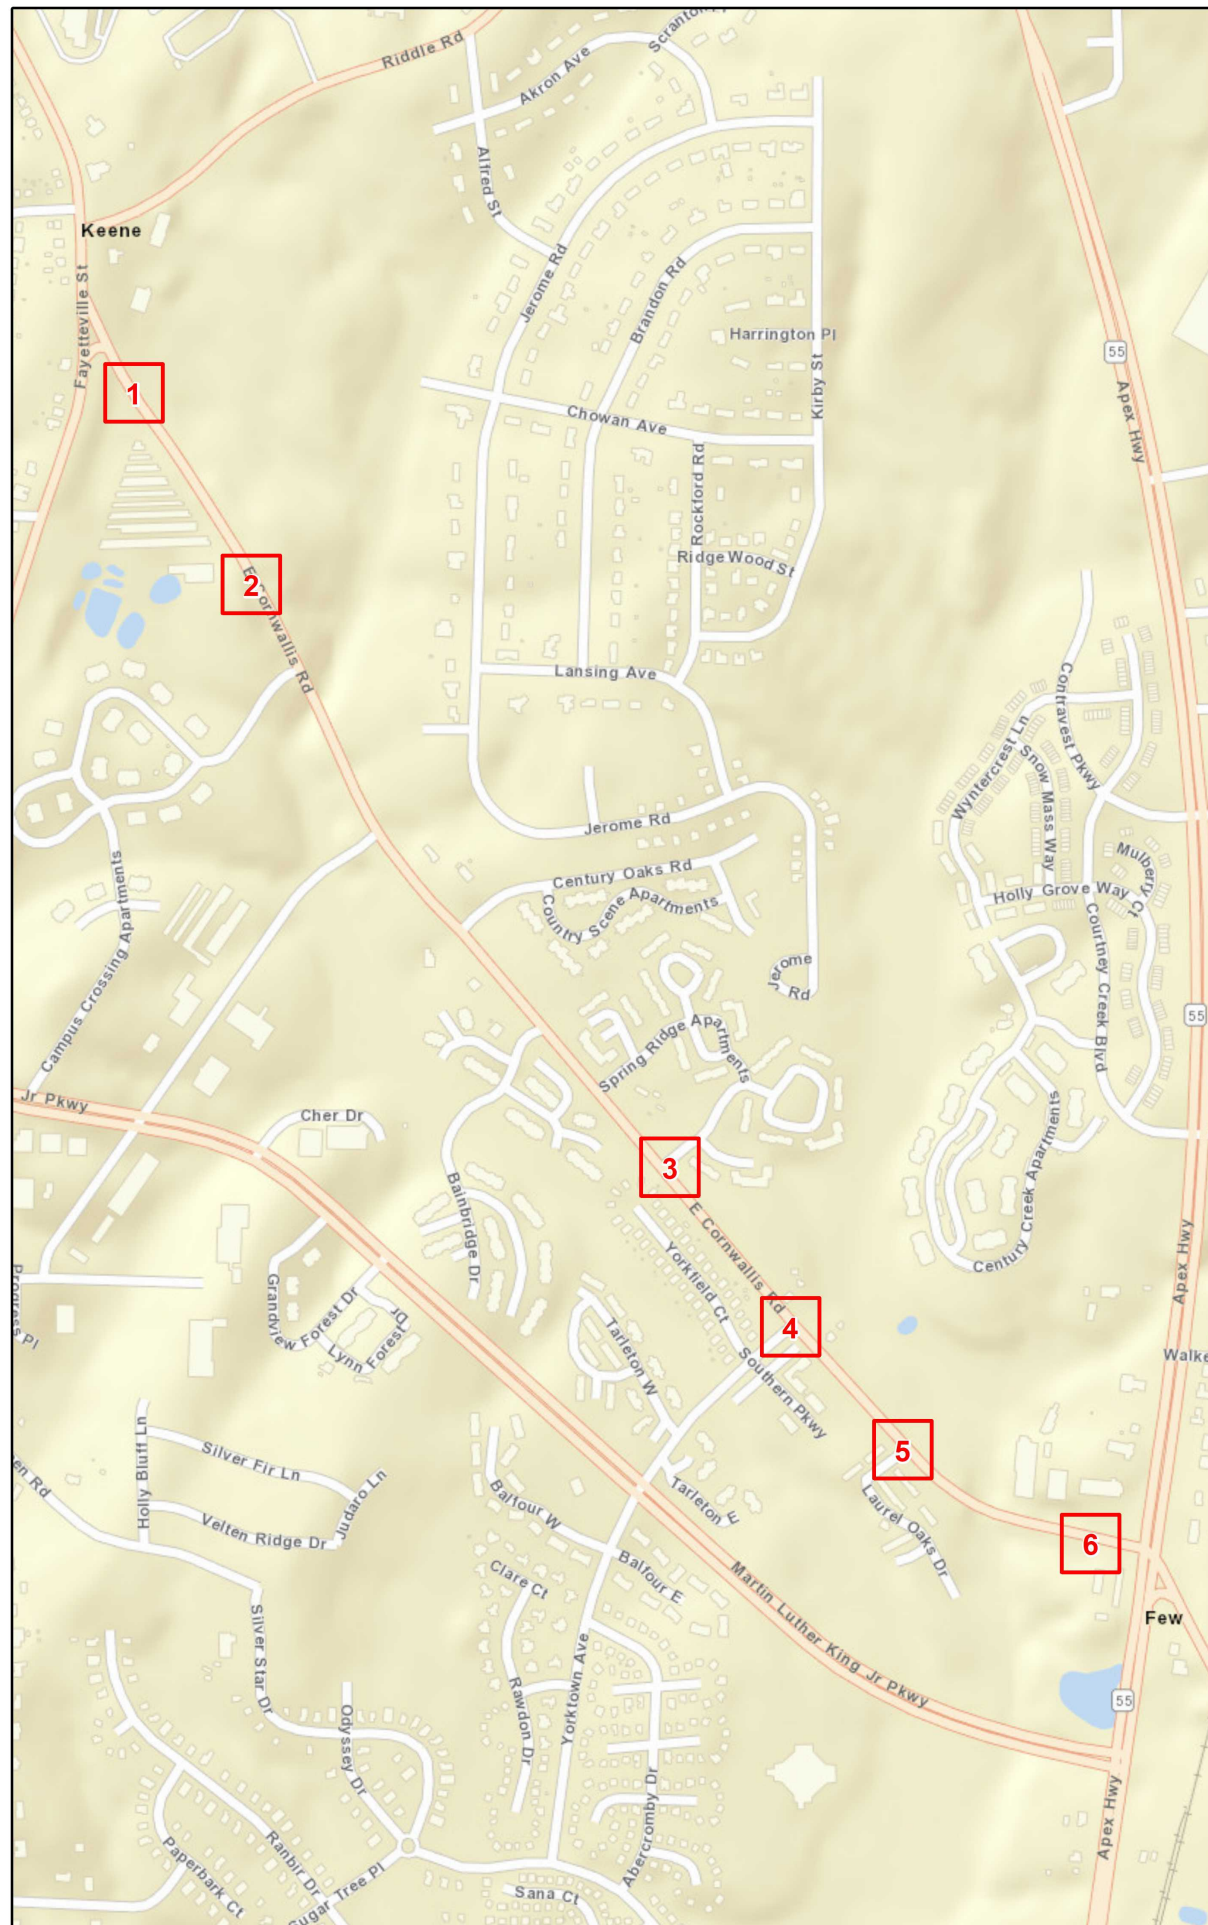 Scranton
Riddle Rd
Akron Ave
Alfred St
Keene
Jerome Rd
Brandon Rd
Fayetteville St
Harrington Pl
55
Kirby St
Apex Hwy
1
Chowan Ave
Rockford Rd
Ridge Wood St
2
E Cornwallis Rd
Lansing Ave
Contravest Pkwy
Wyntercrest Ln
Snow Mass Way
Jerome Rd
Mulberry Ct
Century Oaks Rd
Holly Grove Way
Country Scene Apartments
Campus Crossing Apartments
Courtney Creek Blvd
Jerome
Rd
55
Spring Ridge Apartments
Jr Pkwy
Cher Dr
3
Bainbridge Dr
Century Creek Apartments
E Cornwallis Rd
Apex Hwy
Yorkfield Ct
Progress Pl
Grandview Forest Dr
Lynn Forest Dr
4
Tarleton W
Southern Pkwy
Walke
5
Holly Bluff Ln
Silver Fir Ln
en Rd
Judaro Ln
Tarleton E
Balfour W
Laurel Oaks Dr
Velten Ridge Dr
6
Balfour E
Clare Ct
Martin Luther King Jr Pkwy
Few
Silver Star Dr
Yorktown Ave
Rawdon Dr
55
Odyssey Dr
Abercromby Dr
Apex Hwy
Ranbir Dr
Paperbark Ct
Sugar Tree Pl
Sana Ct